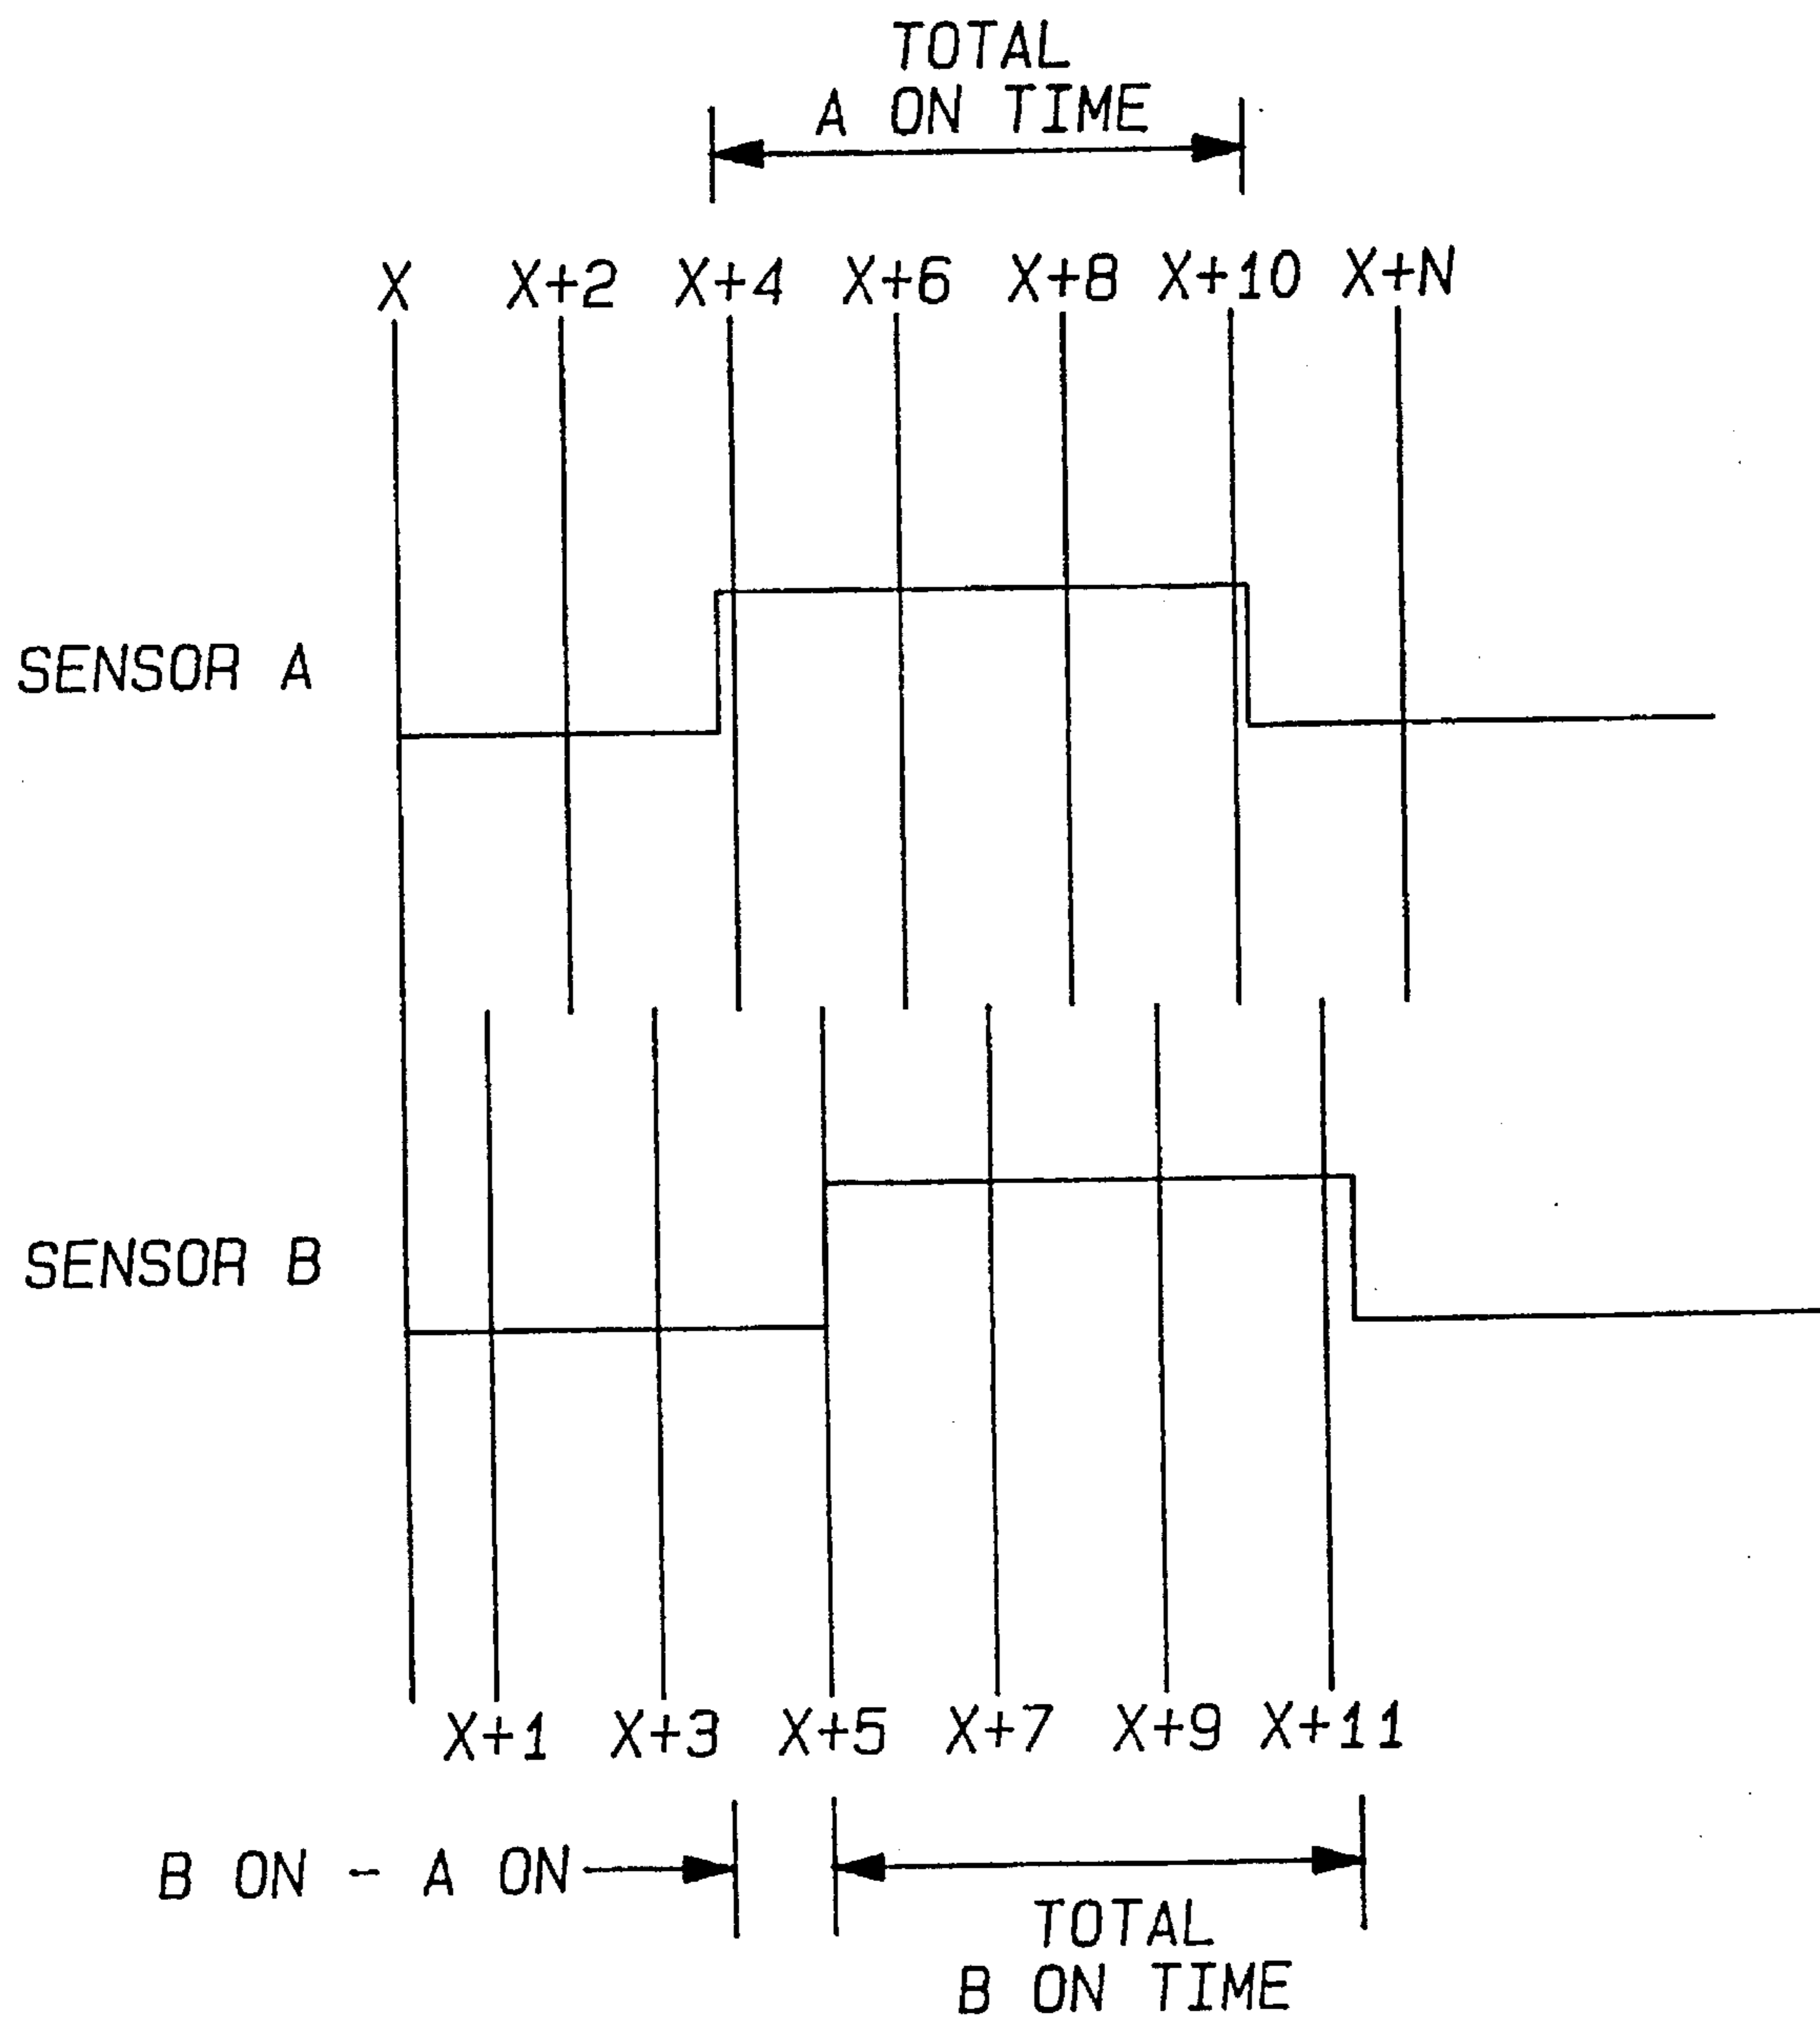 TOTAL
A ON TIME
X X+2 X+4 X+6 X+8 X+10 X+N
SENSOR A
SENSOR B
X+1 X+3 X+5 X+7 X+9 X+11
B ON - A ON
TOTAL
B ON TIME